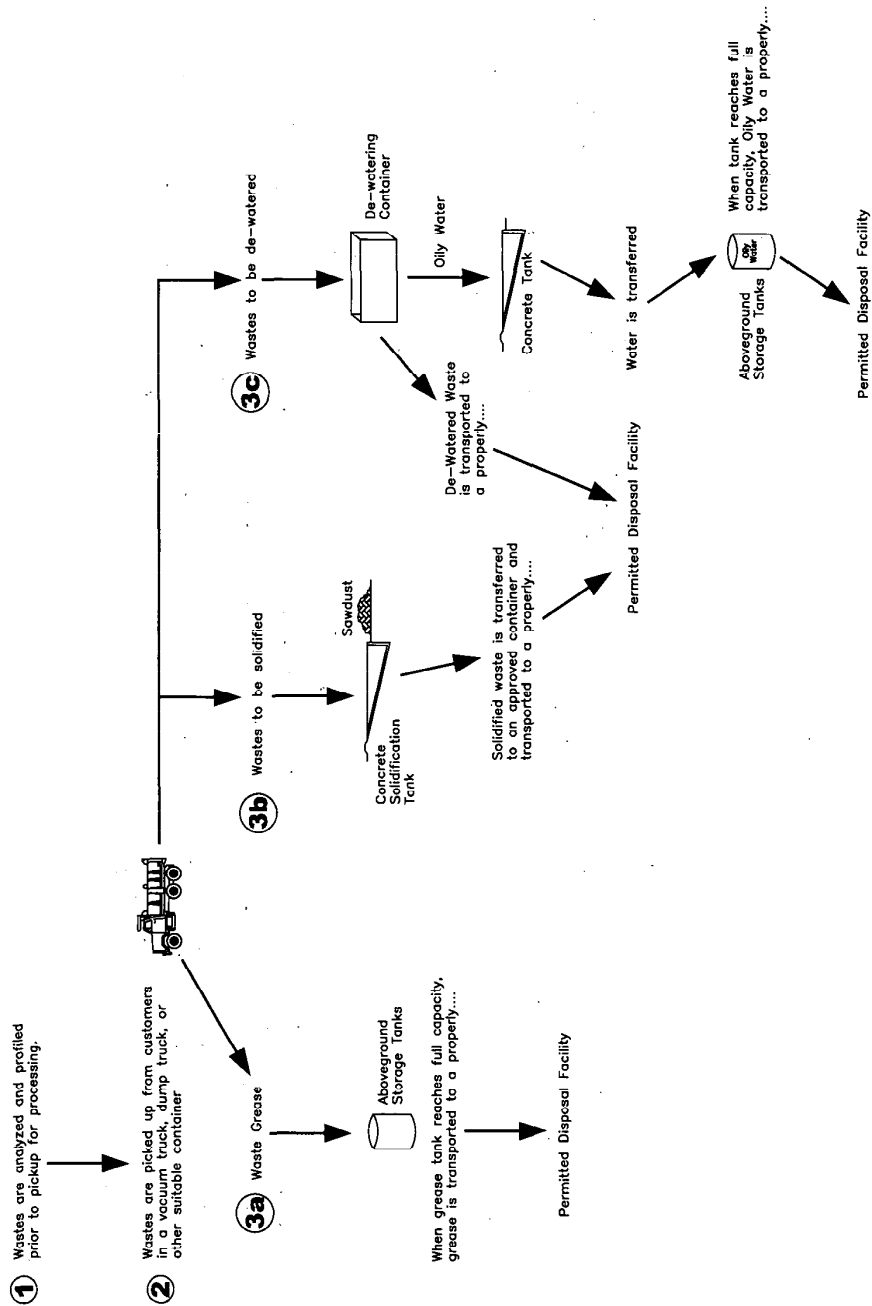 1
Wastes are analyzed and profiled
prior to pickup for processing.
2
Wastes are picked up from customers
in a vacuum truck, dump truck, or
other suitable container
3a
Waste Grease
Aboveground
Storage Tanks
When grease tank reaches full capacity,
grease is transported to a properly....
Permitted Disposal Facility
3b
Wastes to be solidified
Sawdust
Concrete
Solidification
Tank
Solidified waste is transferred
to an approved container and
transported to a properly....
Permitted Disposal Facility
3c
Wastes to be de-watered
De-watering
Container
Oily Water
De-Watered Waste
is transported to
a properly....
Concrete Tank
Water is transferred
Oily
Water
Aboveground
Storage Tanks
When tank reaches full
capacity, Oily Water is
transported to a properly....
Permitted Disposal Facility